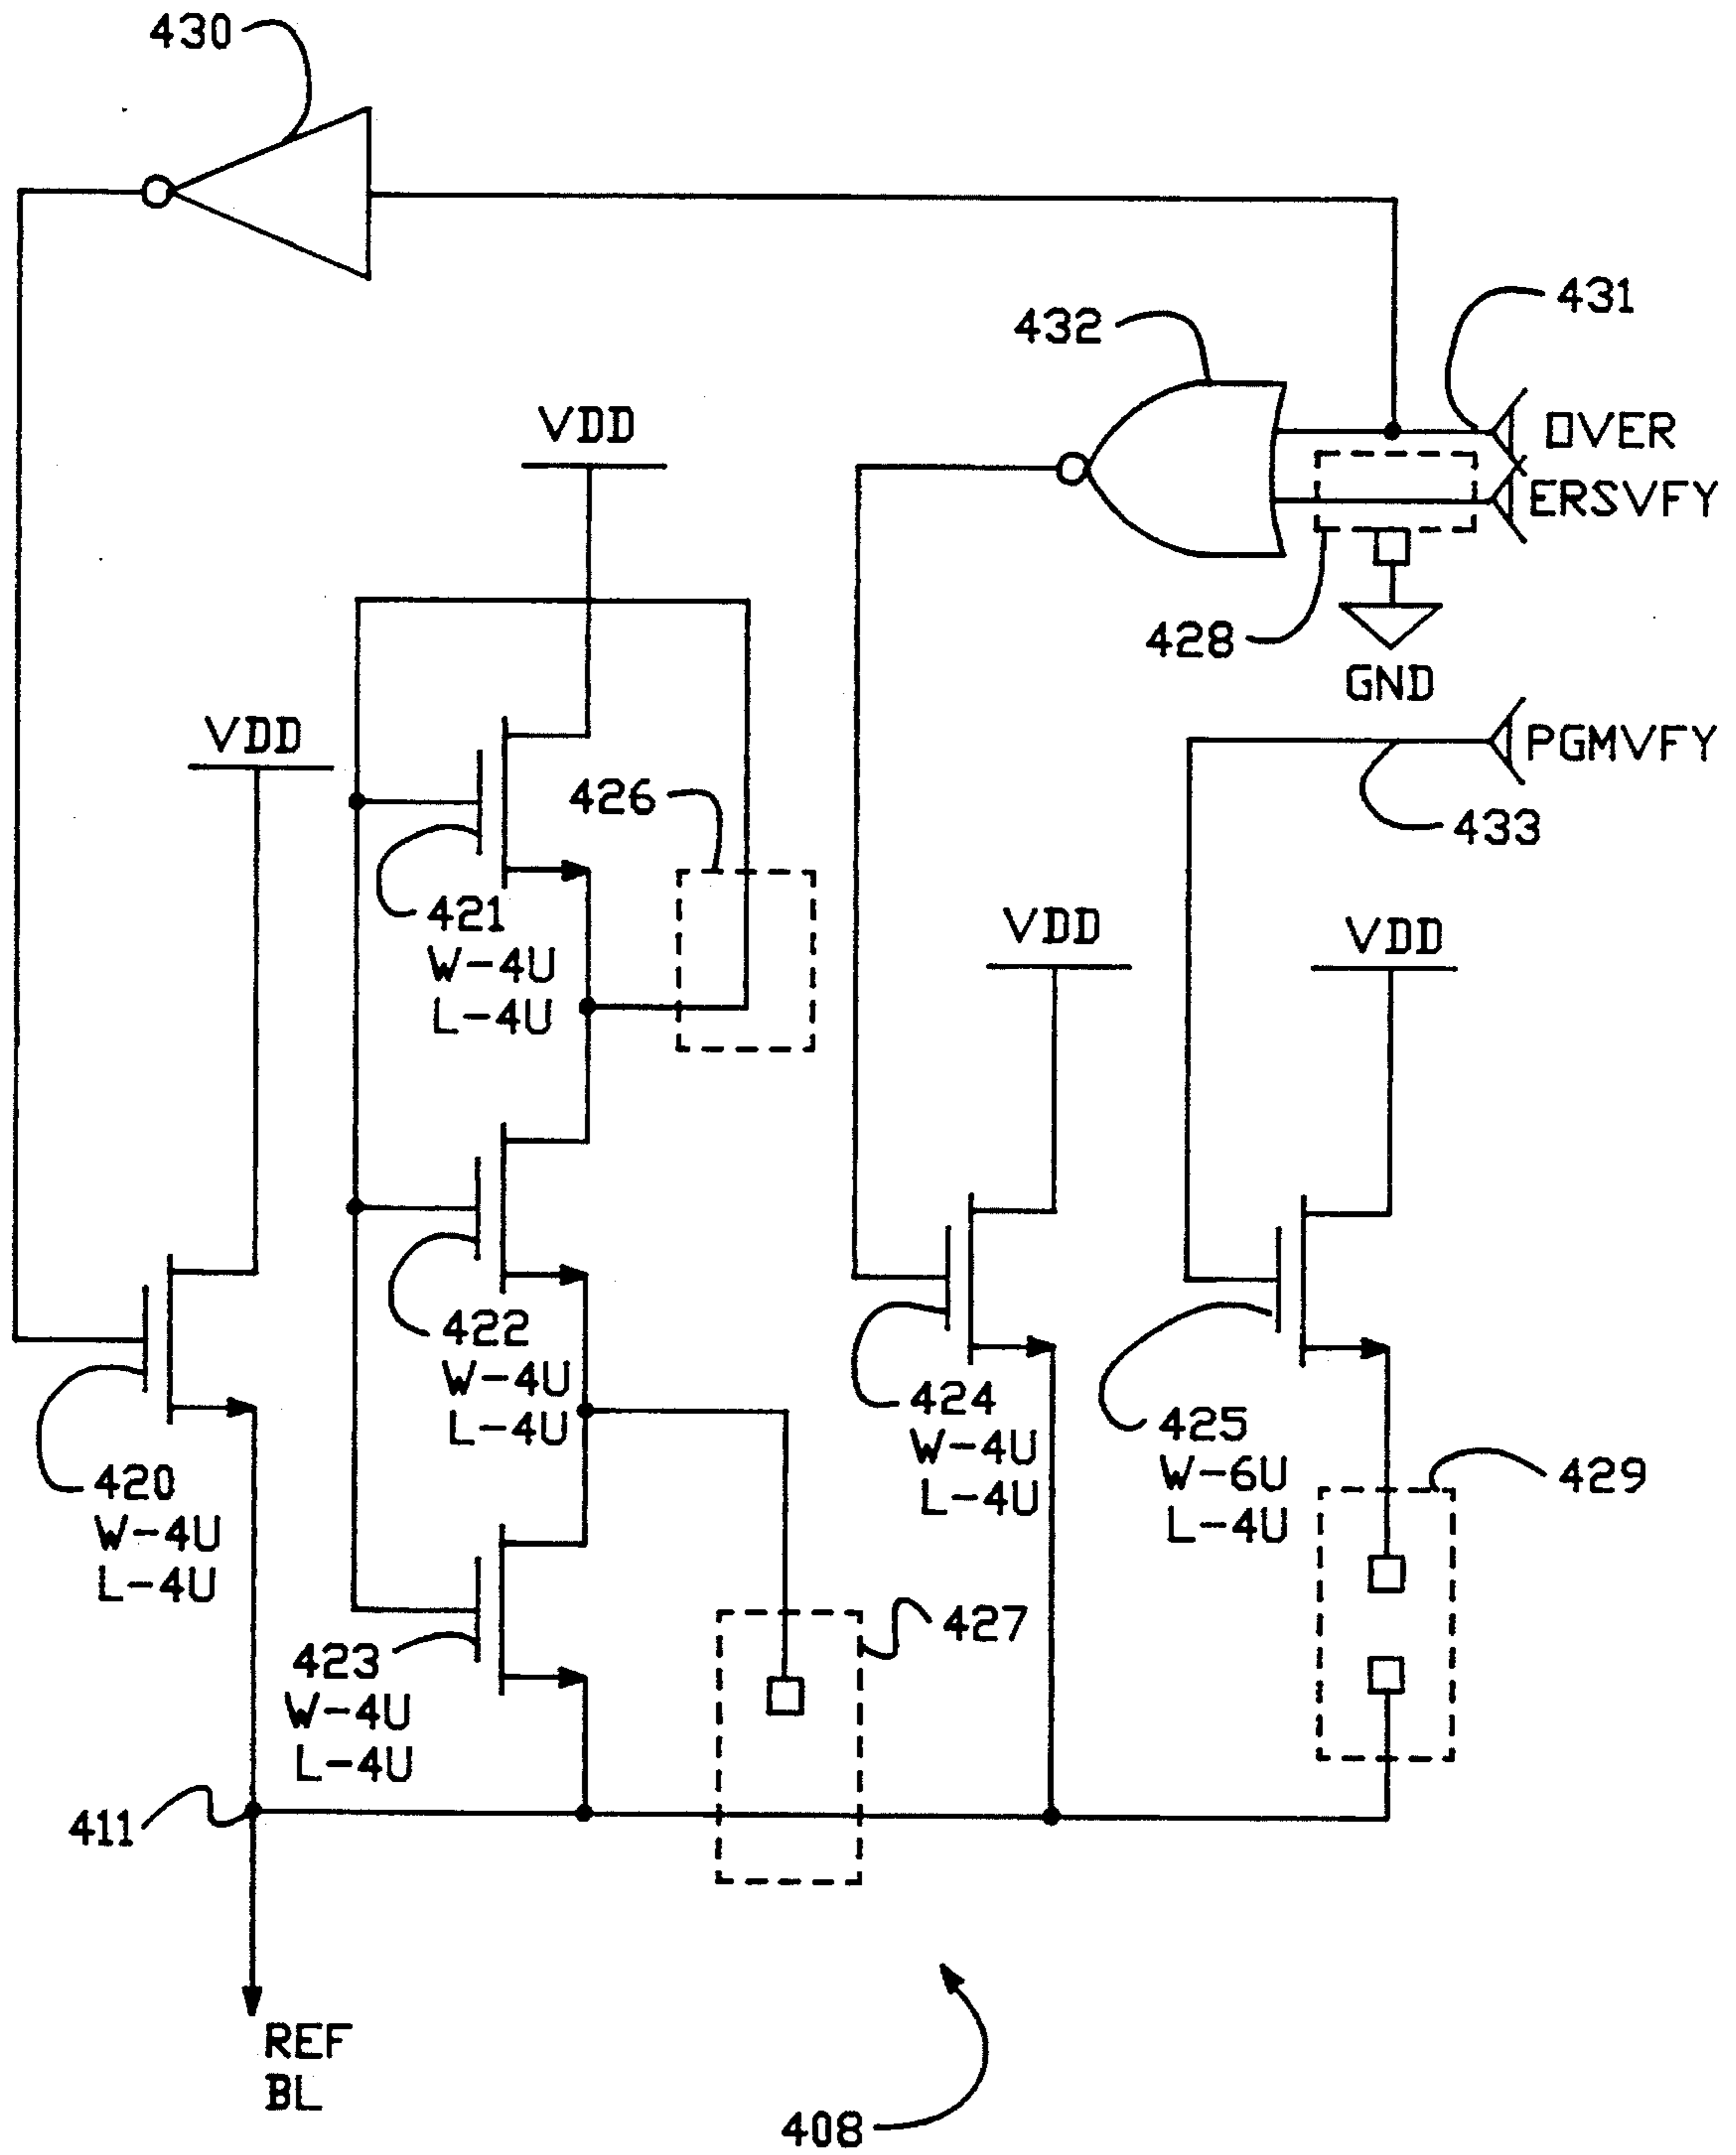 430
431
432
OVER
ERSVFY
428
GND
VDD
VDD
PGMVFY
433
426
421
W-4U
L-4U
VDD
VDD
422
W-4U
L-4U
424
W-4U
L-4U
425
W-6U
L-4U
429
420
W-4U
L-4U
427
423
W-4U
L-4U
411
REF
BL
408